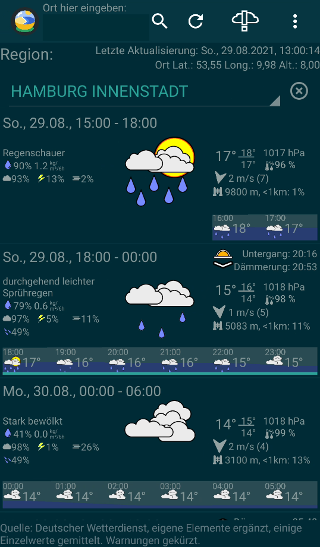 Ort hier eingeben:
Region:
Letzte Aktualisierung: So., 29.08.2021, 13:00:14
Ort Lat.: 53,55 Long.: 9,98 Alt.: 8,00
HAMBURG INNENSTADT
So., 29.08., 15:00 - 18:00
Regenschauer
90% 1.2
93% 13% 2%
17° 18° 17° 1017 hPa
96 %
2 m/s (7)
9800 m, <1km: 1%
16:00 17:00
18° 17°
So., 29.08., 18:00 - 00:00
Untergang: 20:16
Dämmerung: 20:53
durchgehend leichter
Sprühregen
79% 0.6
97% 5% 11%
49%
15° 16° 14° 1018 hPa
98 %
1 m/s (5)
5083 m, <1km: 11%
18:00 19:00 20:00 21:00 22:00 23:00
17° 16° 16° 16° 15° 15°
Mo., 30.08., 00:00 - 06:00
Stark bewölkt
41% 0.0
98% 1% 26%
49%
14° 15° 14° 1018 hPa
99 %
2 m/s (4)
3100 m, <1km: 13%
00:00 01:00 02:00 03:00 04:00 05:00
14° 14° 14° 14° 14° 14°
Quelle: Deutscher Wetterdienst, eigene Elemente ergänzt, einige
Einzelwerte gemittelt. Warnungen gekürzt.